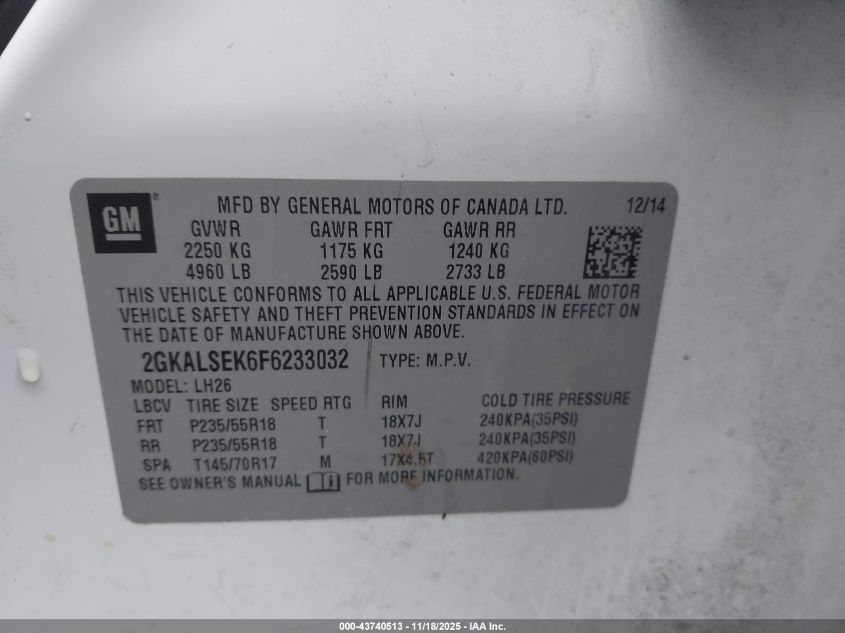 GM ®
MFD BY GENERAL MOTORS OF CANADA LTD. 12/14
GVWR GAWR FRT GAWR RR
2250 KG 1175 KG 1240 KG
4960 LB 2590 LB 2733 LB
THIS VEHICLE CONFORMS TO ALL APPLICABLE U.S. FEDERAL MOTOR
VEHICLE SAFETY AND THEFT PREVENTION STANDARDS IN EFFECT ON
THE DATE OF MANUFACTURE SHOWN ABOVE.
2GKALSEK6F6233032 TYPE: M.P.V.
MODEL: LH26
LBCV TIRE SIZE SPEED RTG RIM COLD TIRE PRESSURE
FRT P235/55R18 T 18X7J 240KPA(35PSI)
RR P235/55R18 T 18X7J 240KPA(35PSI)
SPA T145/70R17 M 17X4.5T 420KPA(60PSI)
SEE OWNER'S MANUAL FOR MORE INFORMATION.
000-43740513 - 11/18/2025 - IAA Inc.